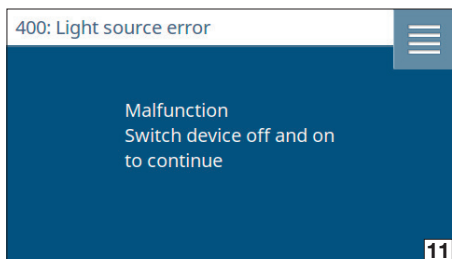 400: Light source error
Malfunction
Switch device off and on
to continue
11